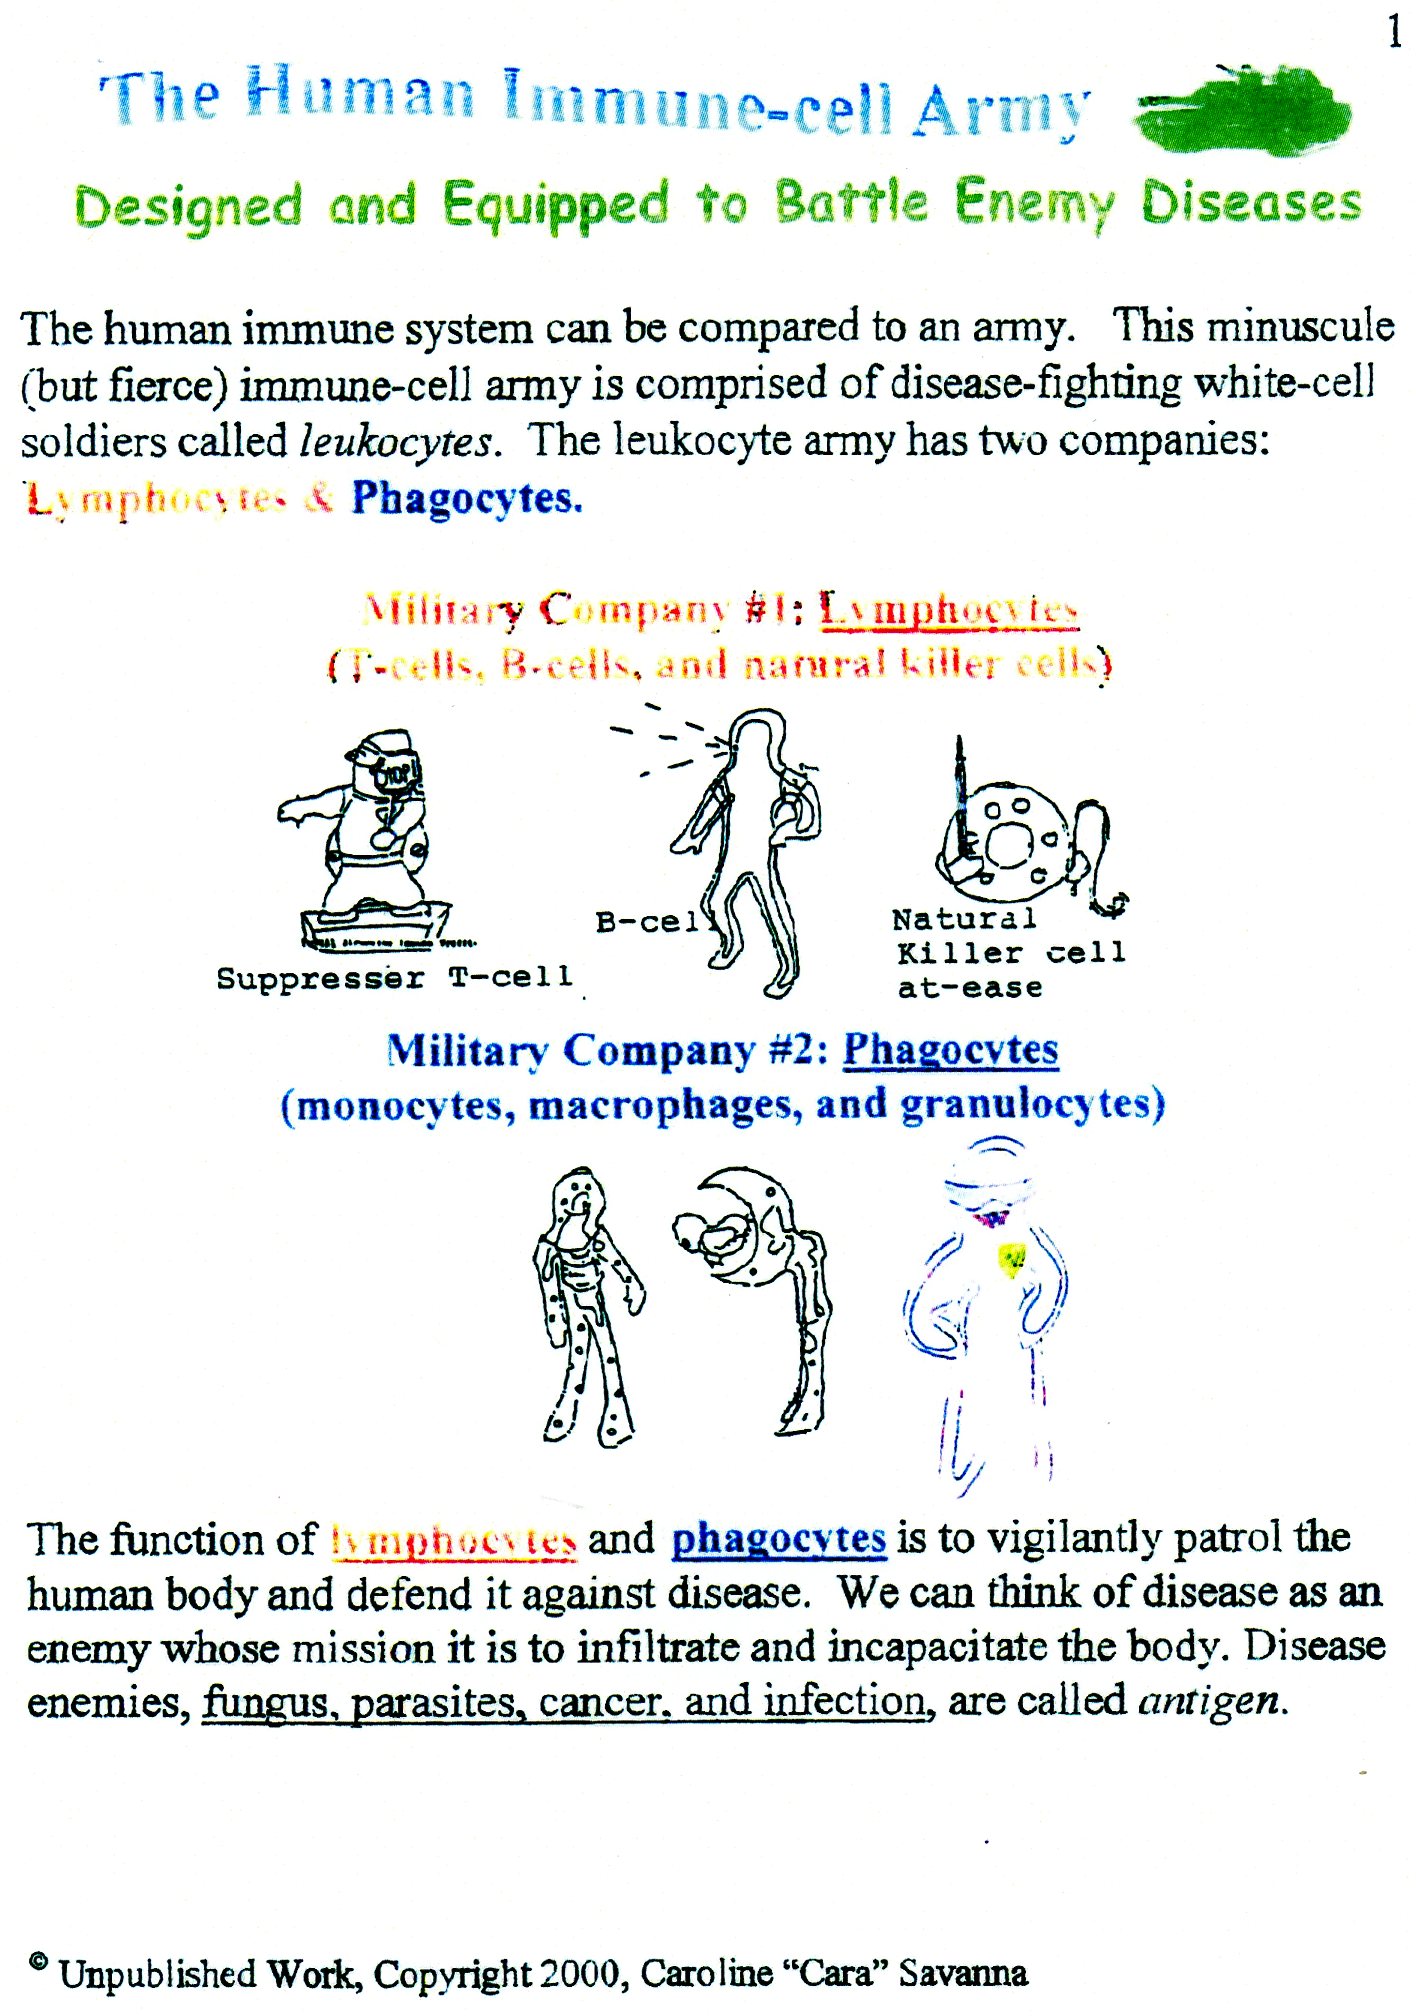 1
The Human Immune-cell Army
Designed and Equipped to Battle Enemy Diseases
The human immune system can be compared to an army. This minuscule
(but fierce) immune-cell army is comprised of disease-fighting white-cell
soldiers called leukocytes. The leukocyte army has two companies:
Lymphocytes & Phagocytes.
Military Company #1: Lymphocytes
(T-cells, B-cells, and natural killer cells)
B-cell
Natural
Killer cell
at-ease
Suppresser T-cell
Military Company #2: Phagocytes
(monocytes, macrophages, and granulocytes)
The function of lymphocytes and phagocytes is to vigilantly patrol the
human body and defend it against disease. We can think of disease as an
enemy whose mission it is to infiltrate and incapacitate the body. Disease
enemies, fungus, parasites, cancer, and infection, are called antigen.
© Unpublished Work, Copyright 2000, Caroline “Cara” Savanna